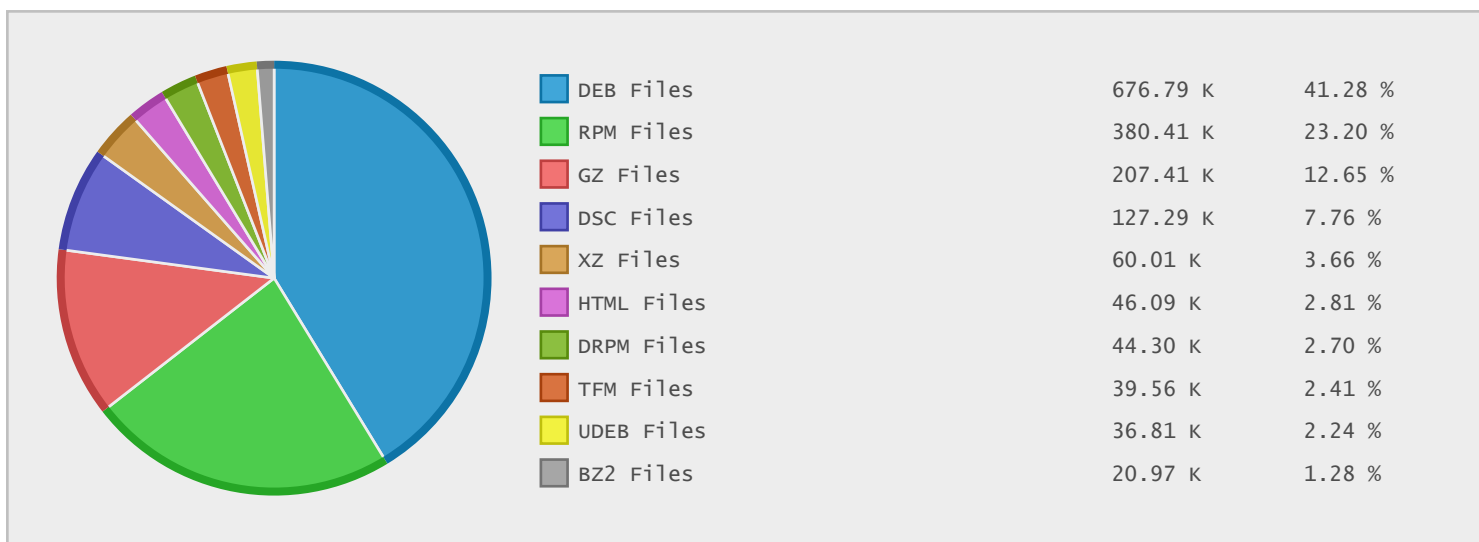 DEB Files 676.79 K 41.28 %
RPM Files 380.41 K 23.20 %
GZ Files 207.41 K 12.65 %
DSC Files 127.29 K 7.76 %
XZ Files 60.01 K 3.66 %
HTML Files 46.09 K 2.81 %
DRPM Files 44.30 K 2.70 %
TFM Files 39.56 K 2.41 %
UDEB Files 36.81 K 2.24 %
BZ2 Files 20.97 K 1.28 %